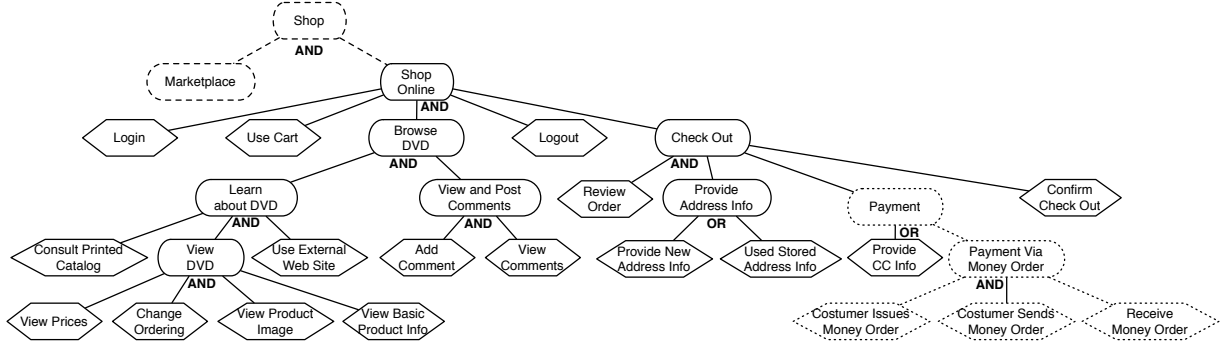 Shop
AND
Marketplace
Shop
Online
AND
Login
Use Cart
Browse
DVD
Logout
Check Out
AND
AND
Learn
about DVD
View and Post
Comments
Review
Order
Provide
Address Info
Payment
Confirm
Check Out
AND
AND
OR
OR
Consult Printed
Catalog
View
DVD
Use External
Web Site
Add
Comment
View
Comments
Provide New
Address Info
Used Stored
Address Info
Provide
CC Info
Payment Via
Money Order
AND
AND
View Prices
Change
Ordering
View Product
Image
View Basic
Product Info
Costumer Issues
Money Order
Costumer Sends
Money Order
Receive
Money Order